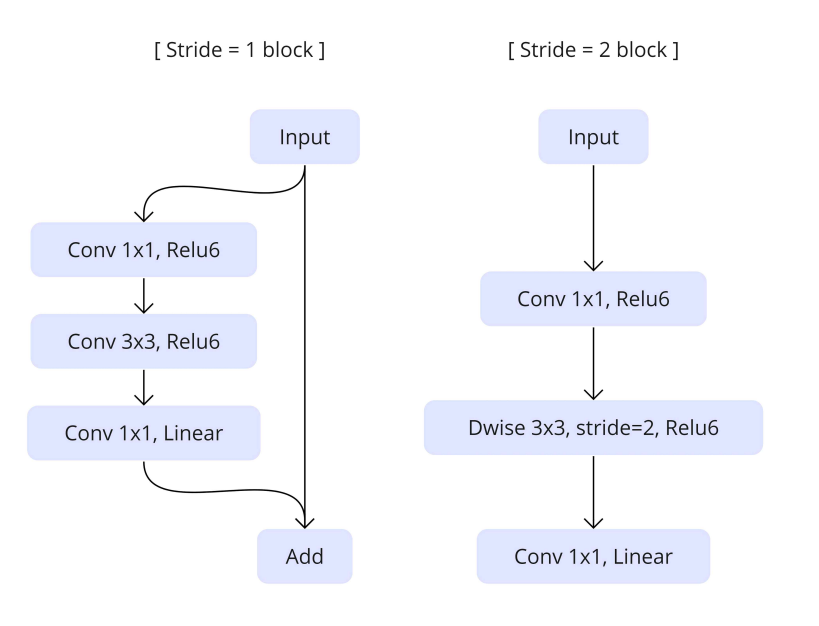 [ Stride = 1 block ]
Input
Conv 1x1, Relu6
Conv 3x3, Relu6
Conv 1x1, Linear
Add
[ Stride = 2 block ]
Input
Conv 1x1, Relu6
Dwise 3x3, stride=2, Relu6
Conv 1x1, Linear